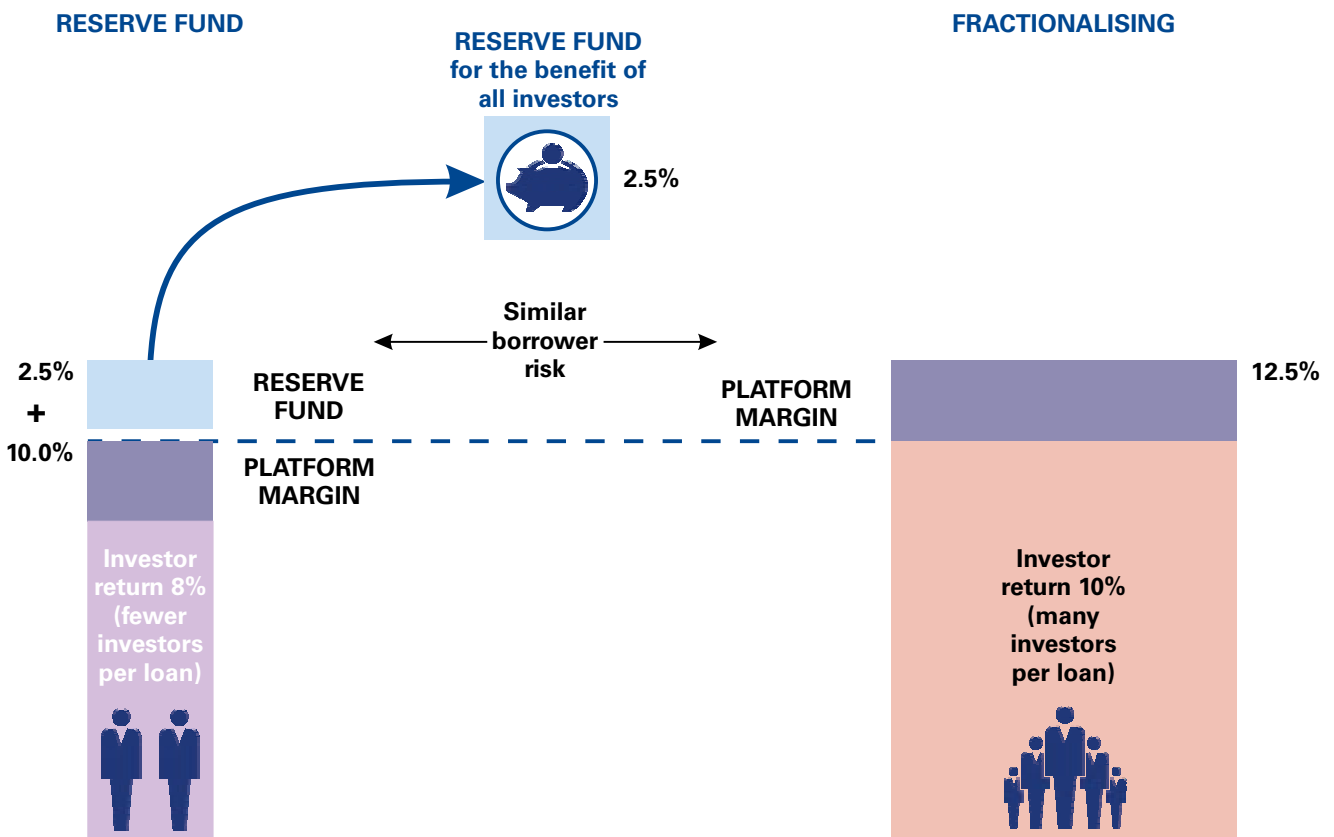 RESERVE FUND
FRACTIONALISING
RESERVE FUND
for the benefit of
all investors
2.5%
Similar
borrower
risk
2.5%
+
10.0%
RESERVE
FUND
PLATFORM
MARGIN
PLATFORM
MARGIN
12.5%
Investor
return 8%
(fewer
investors
per loan)
Investor
return 10%
(many
investors
per loan)